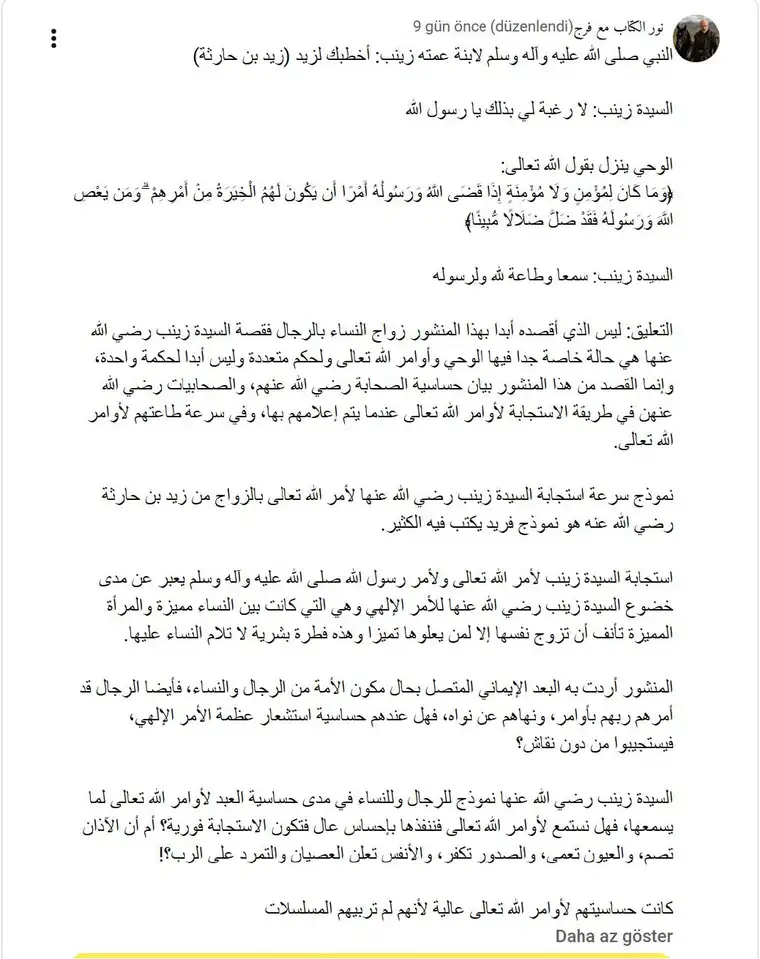 نور الكتاب مع فرج 9 gün önce (düzenlendi)
النبي صلى الله عليه وآله وسلم لابنة عمته زينب: أخطبك لزيد (زيد بن حارثة)
السيدة زينب: لا رغبة لي بذلك يا رسول الله
الوحي ينزل بقول الله تعالى:
﴿وَمَا كَانَ لِمُؤْمِنٍ وَلَا مُؤْمِنَةٍ إِذَا قَضَى اللَّهُ وَرَسُولُهُ أَمْرًا أَن يَكُونَ لَهُمُ الْخِيَرَةُ مِنْ أَمْرِهِمْ ۗ وَمَن يَعْصِ
اللَّهَ وَرَسُولَهُ فَقَدْ ضَلَّ ضَلَالًا مُّبِينًا﴾
السيدة زينب: سمعا وطاعة لله ولرسوله
التعليق: ليس الذي أقصده أبدا بهذا المنشور زواج النساء بالرجال فقصة السيدة زينب رضي الله
عنها هي حالة خاصة جدا فيها الوحي وأوامر الله تعالى ولحكم متعددة وليس أبدا لحكمة واحدة،
وإنما القصد من هذا المنشور بيان حساسية الصحابة رضي الله عنهم، والصحابيات رضي الله
عنهن في طريقة الاستجابة لأوامر الله تعالى عندما يتم إعلامهم بها، وفي سرعة طاعتهم لأوامر
الله تعالى.
نموذج سرعة استجابة السيدة زينب رضي الله عنها لأمر الله تعالى بالزواج من زيد بن حارثة
رضي الله عنه هو نموذج فريد يكتب فيه الكثير.
استجابة السيدة زينب لأمر الله تعالى ولأمر رسول الله صلى الله عليه وآله وسلم يعبر عن مدى
خضوع السيدة زينب رضي الله عنها للأمر الإلهي وهي التي كانت بين النساء مميزة والمرأة
المميزة تأنف أن تزوج نفسها إلا لمن يعلوها تميزا وهذه فطرة بشرية لا تلام النساء عليها.
المنشور أردت به البعد الإيماني المتصل بحال مكون الأمة من الرجال والنساء، فأيضا الرجال قد
أمرهم ربهم بأوامر، ونهاهم عن نواه، فهل عندهم حساسية استشعار عظمة الأمر الإلهي،
فيستجيبوا من دون نقاش؟
السيدة زينب رضي الله عنها نموذج للرجال وللنساء في مدى حساسية العبد لأوامر الله تعالى لما
يسمعها، فهل نستمع لأوامر الله تعالى فننفذها بإحساس عال فتكون الاستجابة فورية؟ أم أن الآذان
تصم، والعيون تعمى، والصدور تكفر، والأنفس تعلن العصيان والتمرد على الرب؟!
كانت حساسيتهم لأوامر الله تعالى عالية لأنهم لم تربيهم المسلسلات
Daha az göster